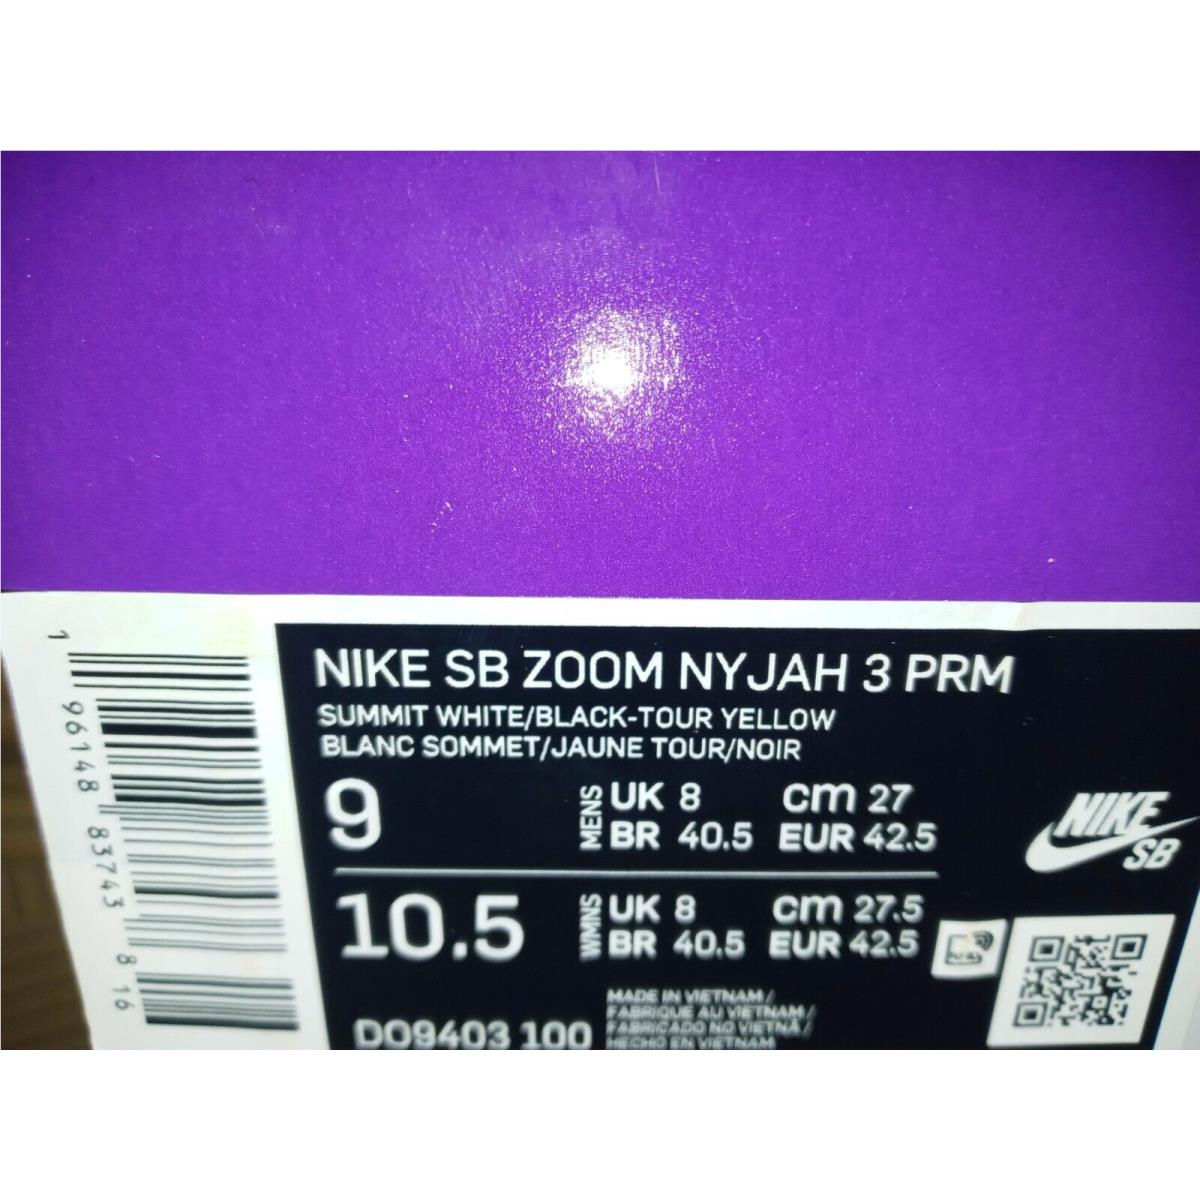 NIKE SB ZOOM NYJAH 3 PRM
SUMMIT WHITE/BLACK-TOUR YELLOW
BLANC SOMMET/JAUNE TOUR/NOIR
9 MENS UK 8 cm 27
BR 40.5 EUR 42.5
10.5 WMNS UK 8 cm 27.5
BR 40.5 EUR 42.5
NIKE
SB
MADE IN VIETNAM/
FABRIQUE AU VIETNAM/
FABRICADO NO VIETNÃ/
HECHO EN VIETNAM
DO9403 100
1 96148 83743 8 16